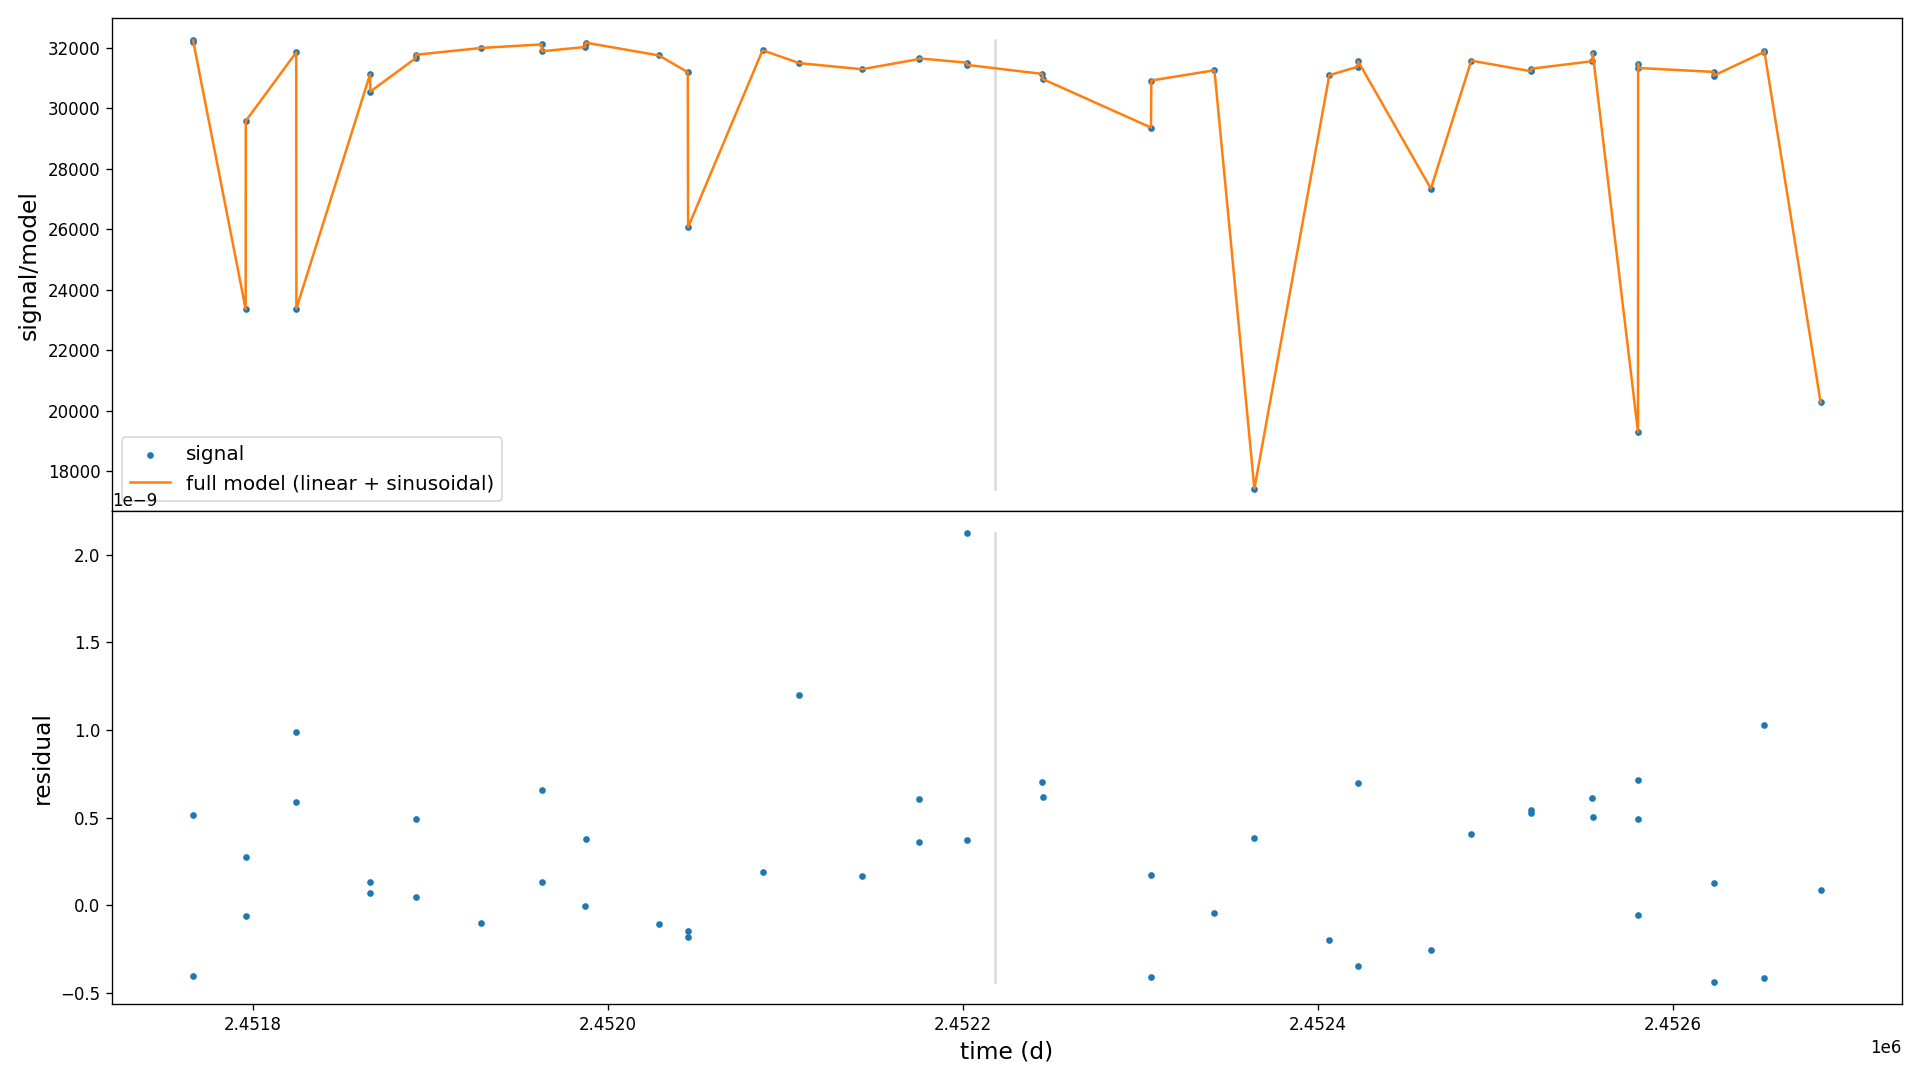 32000
30000
28000
26000
24000
22000
20000
18000
signal/model
signal
full model (linear + sinusoidal)
1e−9
2.0
1.5
1.0
0.5
0.0
−0.5
residual
2.4518 2.4520 2.4522 2.4524 2.4526
1e6
time (d)